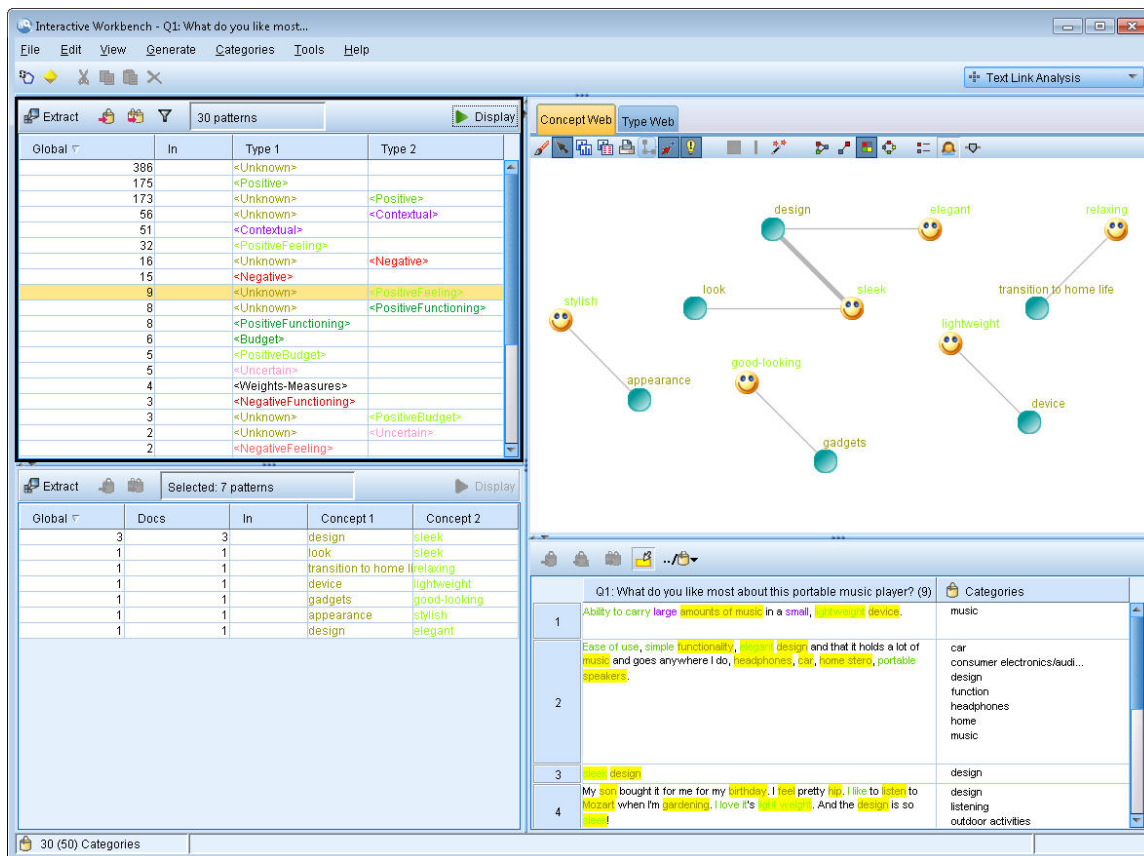 Interactive Workbench - Q1: What do you like most...
File Edit View Generate Categories Tools Help
Text Link Analysis
Extract 30 patterns Display
Global In Type 1 Type 2
386 <Unknown>
175 <Positive>
173 <Unknown> <Positive>
56 <Unknown> <Contextual>
51 <Contextual>
32 <PositiveFeeling>
16 <Unknown> <Negative>
15 <Negative>
9 <Unknown> <PositiveFeeling>
8 <Unknown> <PositiveFunctioning>
8 <PositiveFunctioning>
6 <Budget>
5 <PositiveBudget>
5 <Uncertain>
4 <Weights-Measures>
3 <NegativeFunctioning>
3 <Unknown> <PositiveBudget>
2 <Unknown> <Uncertain>
2 <NegativeFeeling>
Extract Selected: 7 patterns Display
Global Docs In Concept 1 Concept 2
3 3 design sleek
1 1 look sleek
1 1 transition to home li relaxing
1 1 device lightweight
1 1 gadgets good-looking
1 1 appearance stylish
1 1 design elegant
Concept Web Type Web
design elegant relaxing
look sleek transition to home life
stylish lightweight
good-looking
appearance
device
gadgets
../
Q1: What do you like most about this portable music player? (9) Categories
1 Ability to carry large amounts of music in a small, lightweight device. music
2 Ease of use, simple functionality, elegant design and that it holds a lot of
music and goes anywhere I do, headphones, car, home stero, portable
speakers.
car
consumer electronics/audi...
design
function
headphones
home
music
3 sleek design design
4 My son bought it for me for my birthday. I feel pretty hip. I like to listen to
Mozart when I'm gardening. I love it's light weight. And the design is so
sleek!
design
listening
outdoor activities
30 (50) Categories